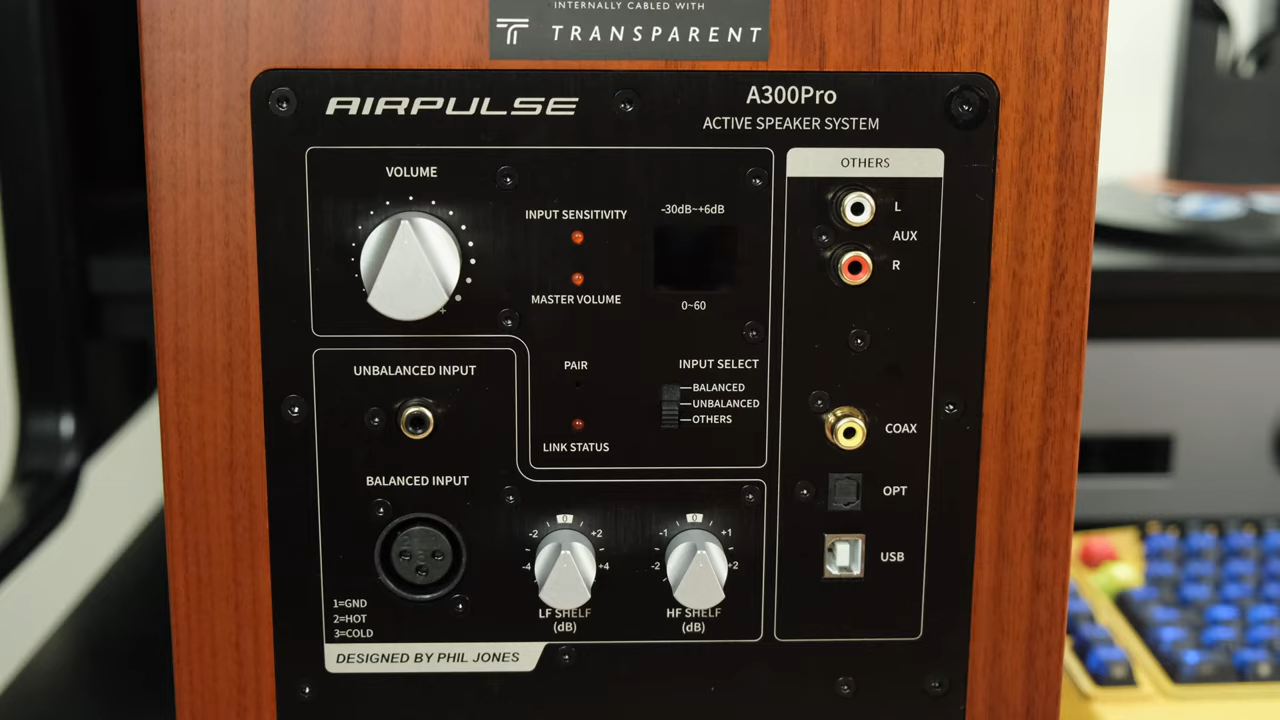 INTERNALLY CABLED WITH
TRANSPARENT
AIRPULSE
A300Pro
ACTIVE SPEAKER SYSTEM
VOLUME
+
INPUT SENSITIVITY
MASTER VOLUME
-30dB~+6dB
0~60
PAIR
LINK STATUS
INPUT SELECT
BALANCED
UNBALANCED
OTHERS
UNBALANCED INPUT
BALANCED INPUT
1=GND
2=HOT
3=COLD
0
-2 +2
-4 +4
LF SHELF
(dB)
0
-1 +1
-2 +2
HF SHELF
(dB)
DESIGNED BY PHIL JONES
OTHERS
L
AUX
R
COAX
OPT
USB